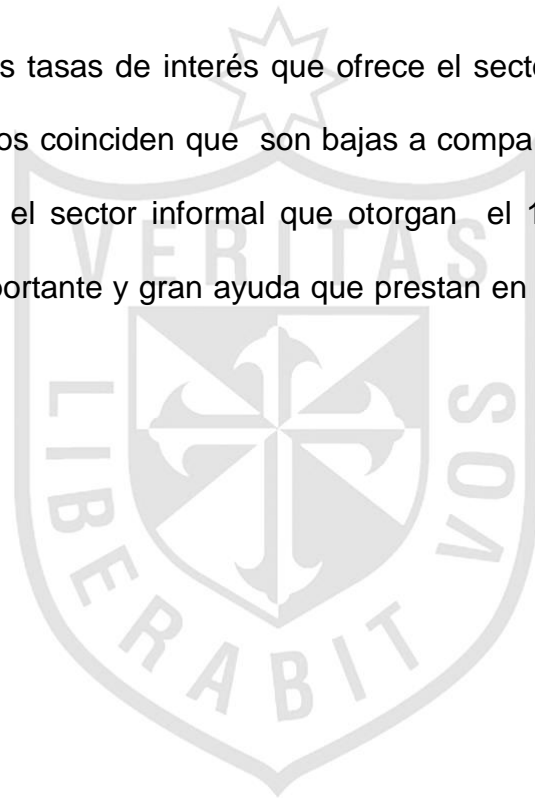 s tasas de interés que ofrece el secto
os coinciden que son bajas a compa
el sector informal que otorgan el 1
portante y gran ayuda que prestan en
VERITAS
LIBERABIT VOS